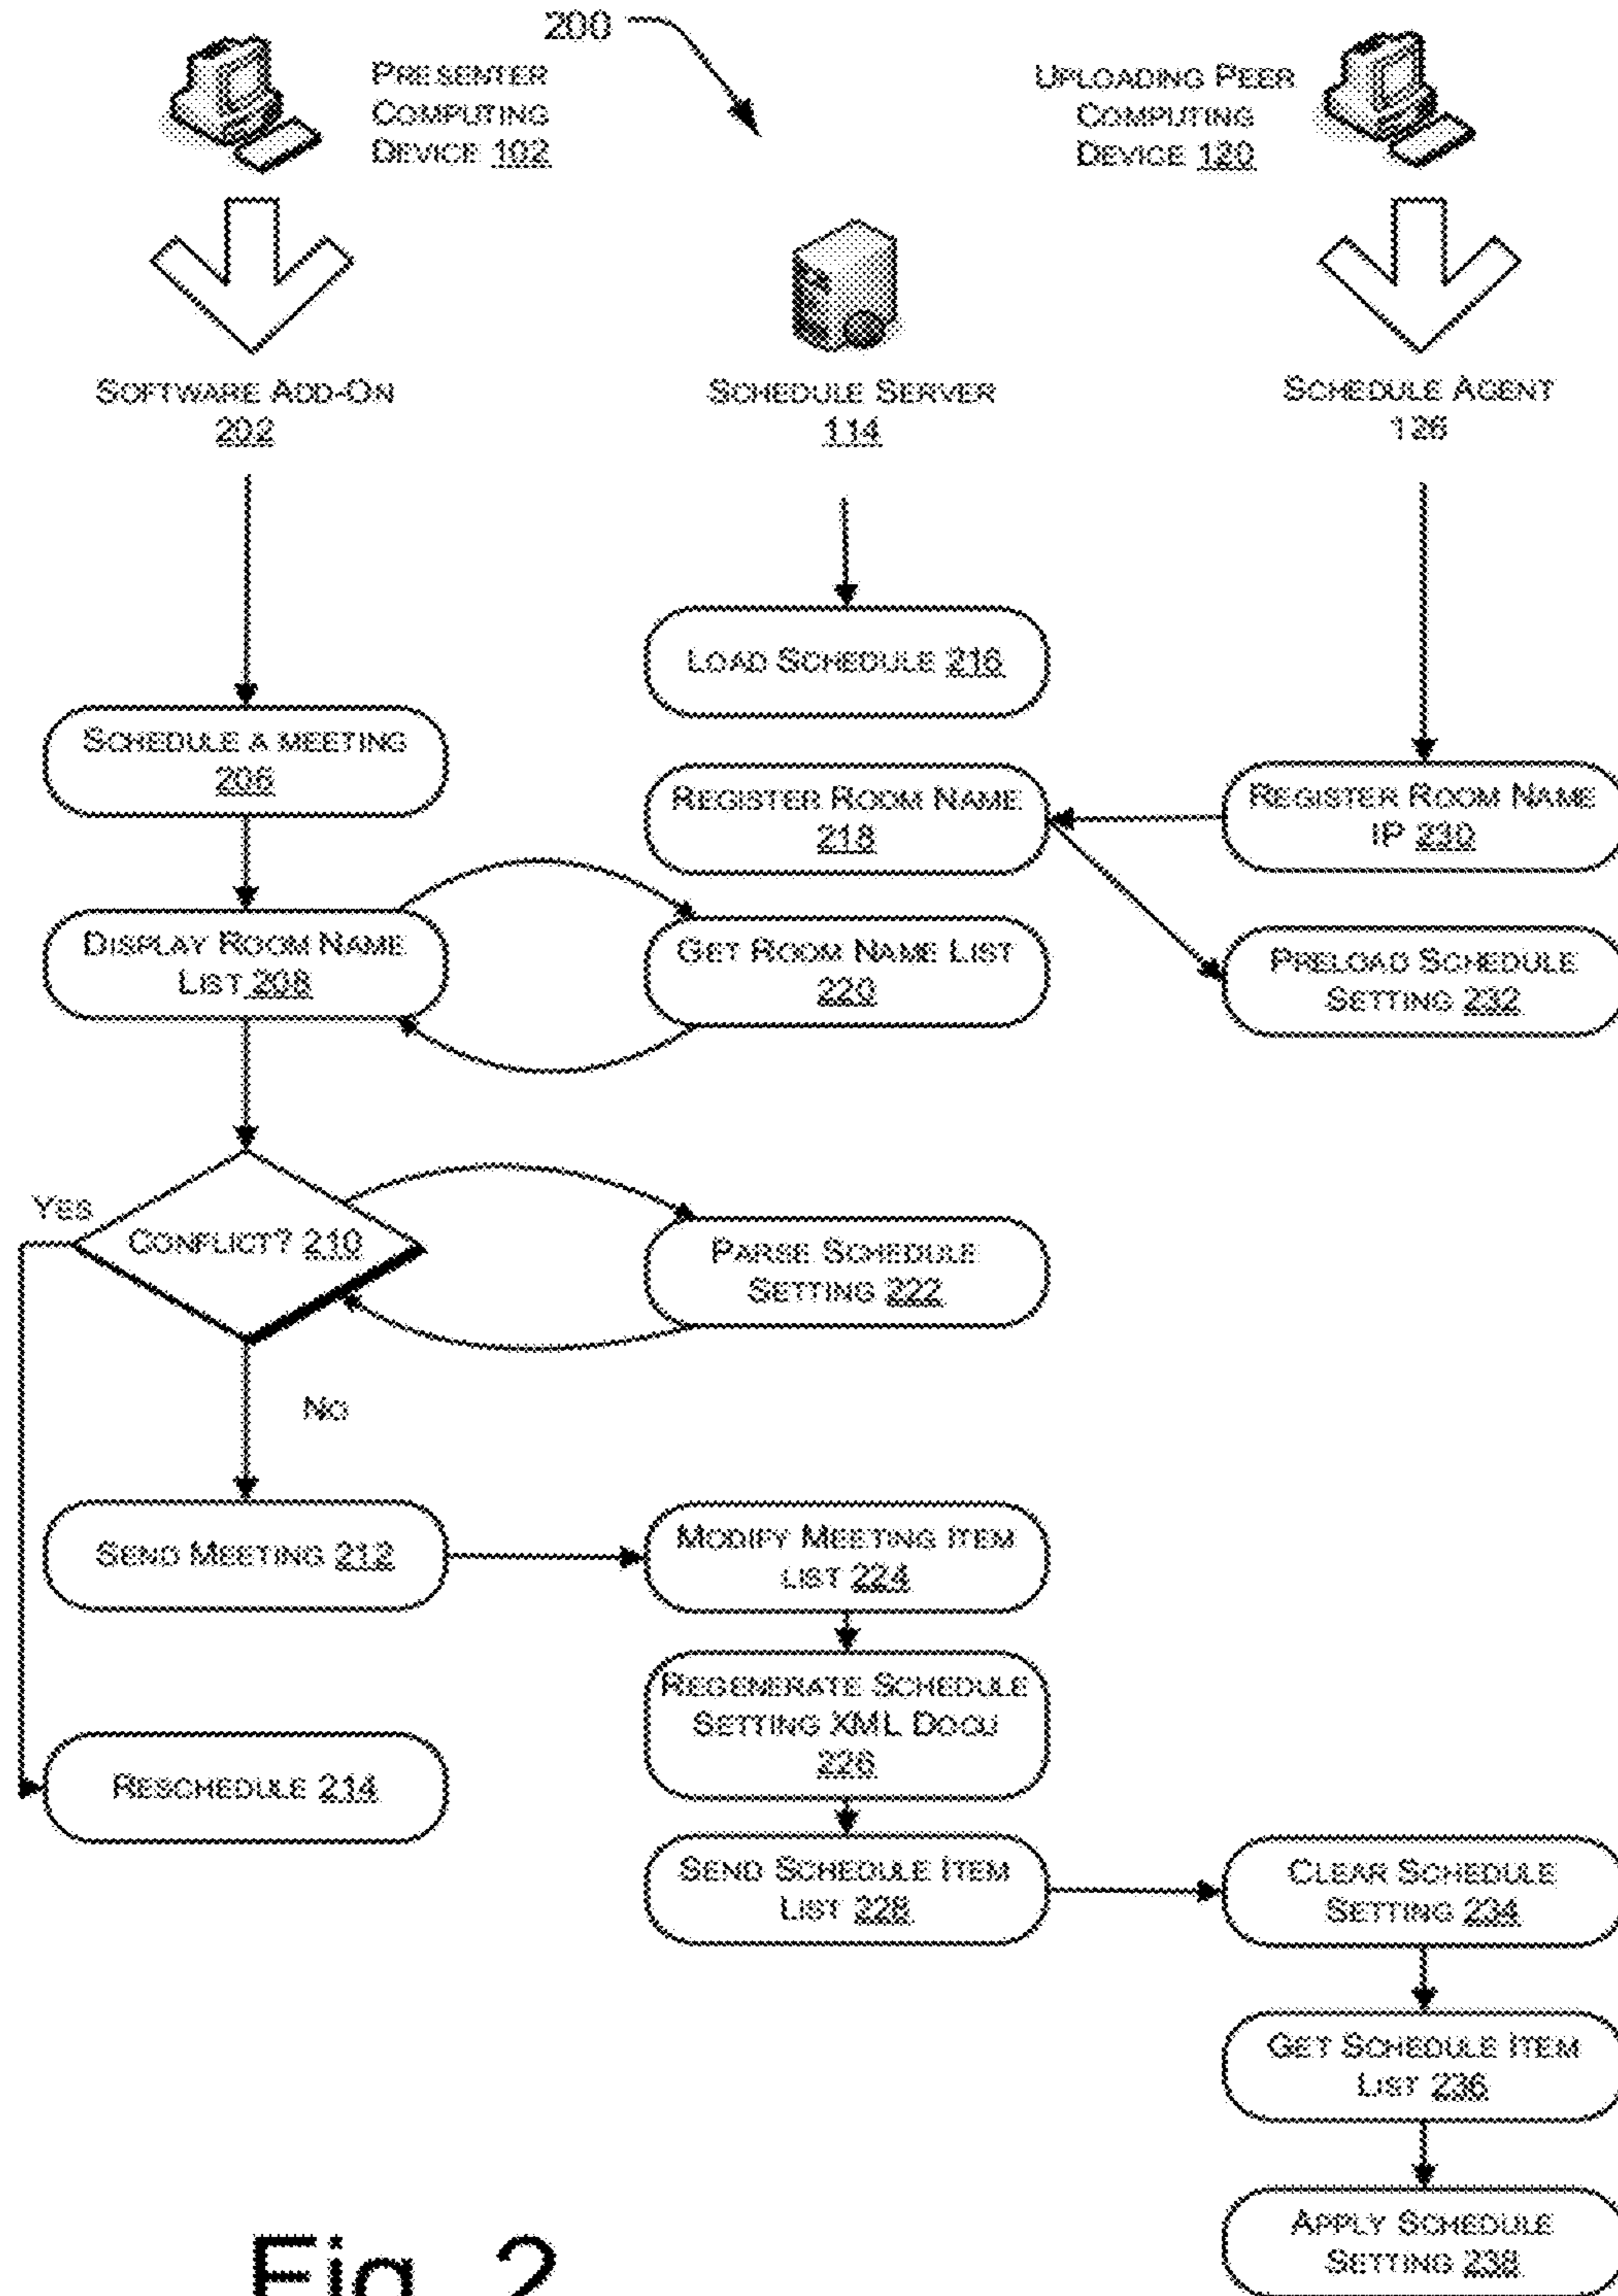 200
PRESENTER
COMPUTING
DEVICE 102
UPLOADING PEER
COMPUTING
DEVICE 120
SOFTWARE ADD-ON
202
SCHEDULE SERVER
114
SCHEDULE AGENT
126
LOAD SCHEDULE 216
SCHEDULE A MEETING
206
REGISTER ROOM NAME
218
REGISTER ROOM NAME
IP 230
DISPLAY ROOM NAME
LIST 208
GET ROOM NAME LIST
220
PRELOAD SCHEDULE
SETTING 232
YES
CONFLICT? 210
PARSE SCHEDULE
SETTING 222
NO
SEND MEETING 212
MODIFY MEETING ITEM
LIST 224
REGENERATE SCHEDULE
SETTING XML DOCU
226
RESCHEDULE 214
SEND SCHEDULE ITEM
LIST 228
CLEAR SCHEDULE
SETTING 234
GET SCHEDULE ITEM
LIST 236
APPLY SCHEDULE
SETTING 238
Fig. 2